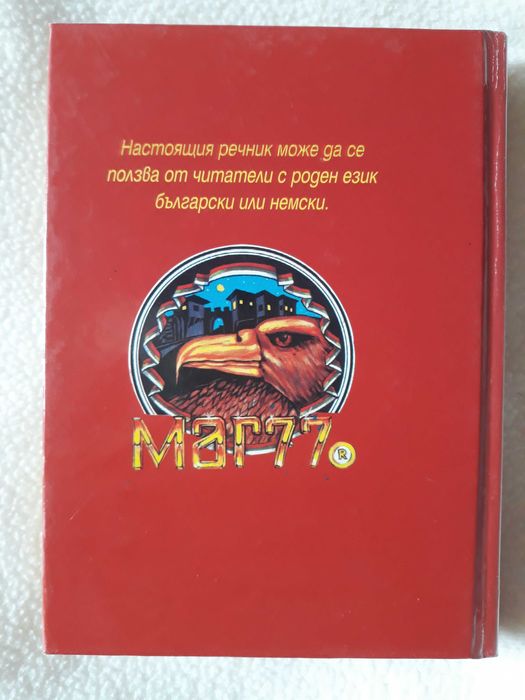 Настоящия речник може да се
ползва от читатели с роден език
български или немски.
Маг77®